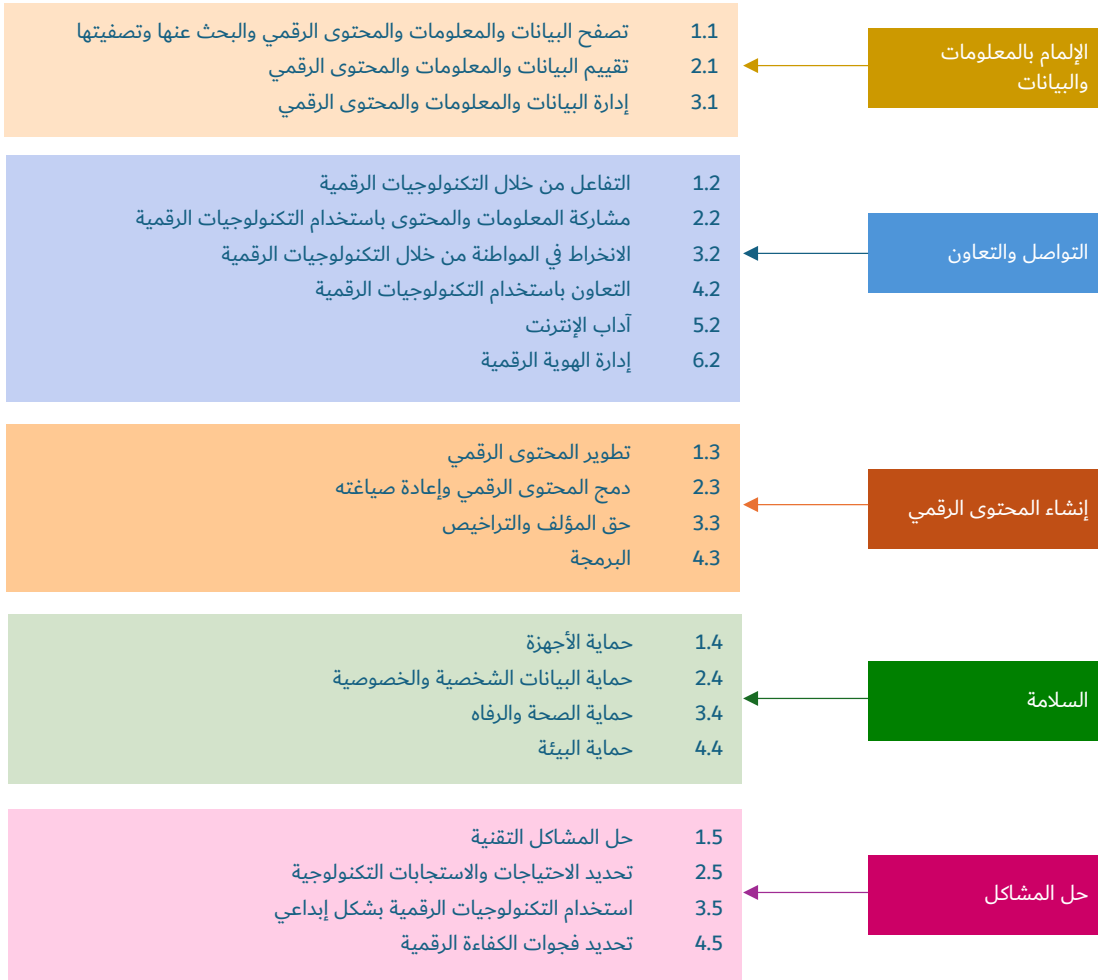 الإلمام بالمعلومات
والبيانات
1.1 تصفح البيانات والمعلومات والمحتوى الرقمي والبحث عنها وتصفيتها
2.1 تقييم البيانات والمعلومات والمحتوى الرقمي
3.1 إدارة البيانات والمعلومات والمحتوى الرقمي
التواصل والتعاون
1.2 التفاعل من خلال التكنولوجيات الرقمية
2.2 مشاركة المعلومات والمحتوى باستخدام التكنولوجيات الرقمية
3.2 الانخراط في المواطنة من خلال التكنولوجيات الرقمية
4.2 التعاون باستخدام التكنولوجيات الرقمية
5.2 آداب الإنترنت
6.2 إدارة الهوية الرقمية
إنشاء المحتوى الرقمي
1.3 تطوير المحتوى الرقمي
2.3 دمج المحتوى الرقمي وإعادة صياغته
3.3 حق المؤلف والتراخيص
4.3 البرمجة
السلامة
1.4 حماية الأجهزة
2.4 حماية البيانات الشخصية والخصوصية
3.4 حماية الصحة والرفاه
4.4 حماية البيئة
حل المشاكل
1.5 حل المشاكل التقنية
2.5 تحديد الاحتياجات والاستجابات التكنولوجية
3.5 استخدام التكنولوجيات الرقمية بشكل إبداعي
4.5 تحديد فجوات الكفاءة الرقمية